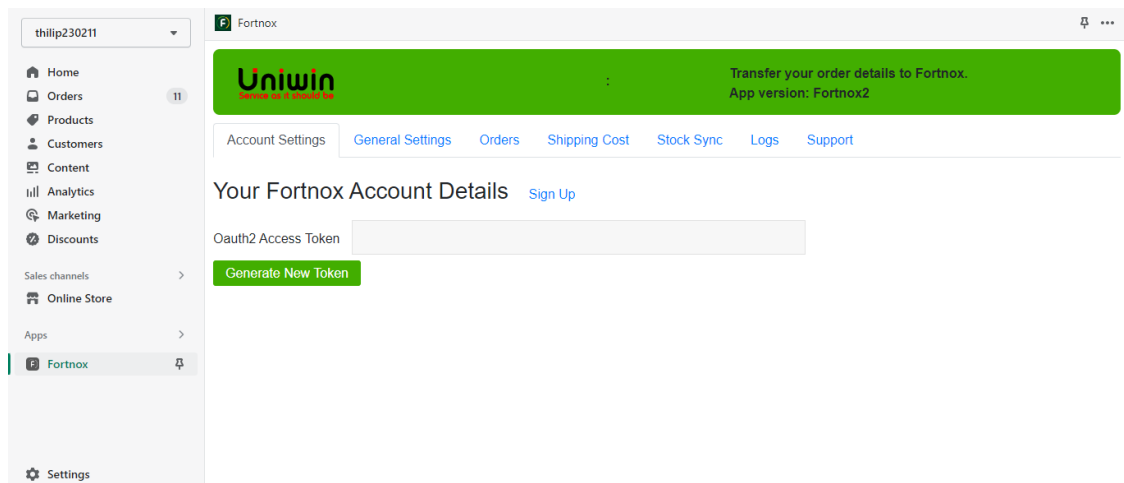 thilip230211
Home
Orders 11
Products
Customers
Content
Analytics
Marketing
Discounts
Sales channels
Online Store
Apps
Fortnox
Settings
Fortnox
Uniwin
Service as it should be
:
Transfer your order details to Fortnox.
App version: Fortnox2
Account Settings General Settings Orders Shipping Cost Stock Sync Logs Support
Your Fortnox Account Details Sign Up
Oauth2 Access Token
Generate New Token